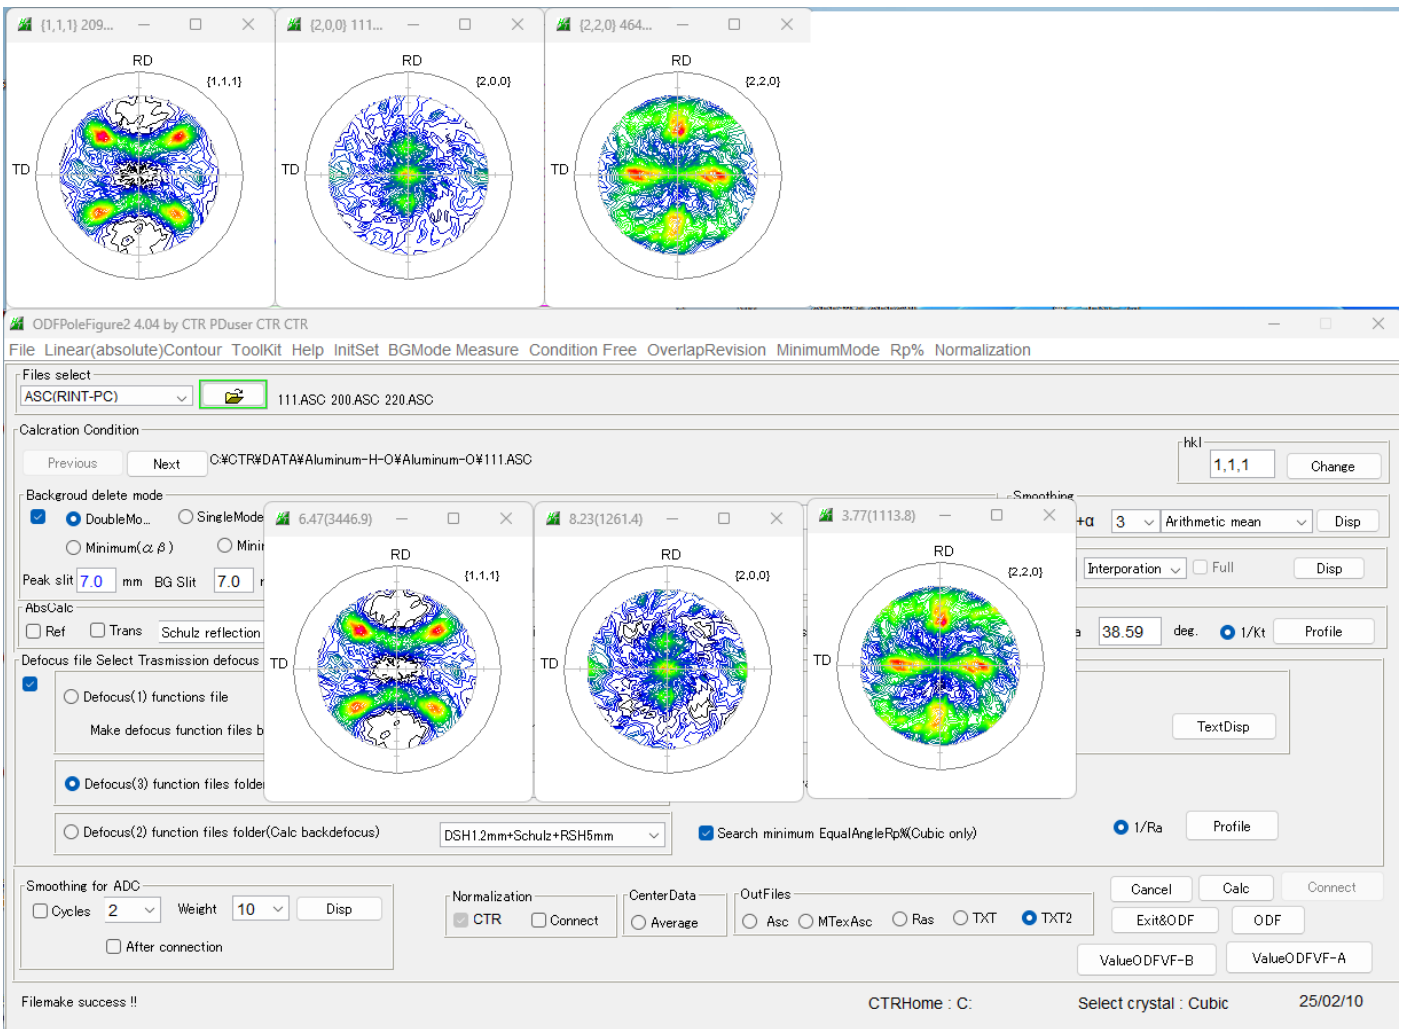 {1,1,1} 209...
{2,0,0} 111...
{2,2,0} 464...
RD
{1,1,1}
TD
RD
{2,0,0}
TD
RD
{2,2,0}
TD
ODFPoleFigure2 4.04 by CTR PDuser CTR CTR
File Linear(absolute)Contour ToolKit Help InitSet BGMode Measure Condition Free OverlapRevision MinimumMode Rp% Normalization
Files select
ASC(RINT-PC)
111.ASC 200.ASC 220.ASC
Calcration Condition
Previous Next C:¥CTR¥DATA¥Aluminum-H-O¥Aluminum-O¥111.ASC
hkl
1,1,1 Change
Backgroud delete mode
DoubleMo... SingleMode
Minimum(α β)
Peak slit 7.0 mm BG Slit 7.0
Smoothing
+α 3 Arithmetic mean Disp
Interporation Full Disp
AbsCalc
Ref Trans Schulz reflection
38.59 deg. 1/Kt Profile
6.47(3446.9)
RD
{1,1,1}
TD
8.23(1261.4)
RD
{2,0,0}
TD
3.77(1113.8)
RD
{2,2,0}
TD
Defocus file Select Trasmission defocus
Defocus(1) functions file
Make defocus function files
TextDisp
Defocus(3) function files folder
Defocus(2) function files folder(Calc backdefocus) DSH1.2mm+Schulz+RSH5mm Search minimum EqualAngleRp%(Cubic only) 1/Ra Profile
Smoothing for ADC
Cycles 2 Weight 10 Disp
After connection
Normalization
CTR Connect
CenterData
Average
OutFiles
Asc MTexAsc Ras TXT TXT2
Cancel Calc Connect
Exit&ODF ODF
ValueODFVF-B ValueODFVF-A
Filemake success !!
CTRHome : C:
Select crystal : Cubic
25/02/10